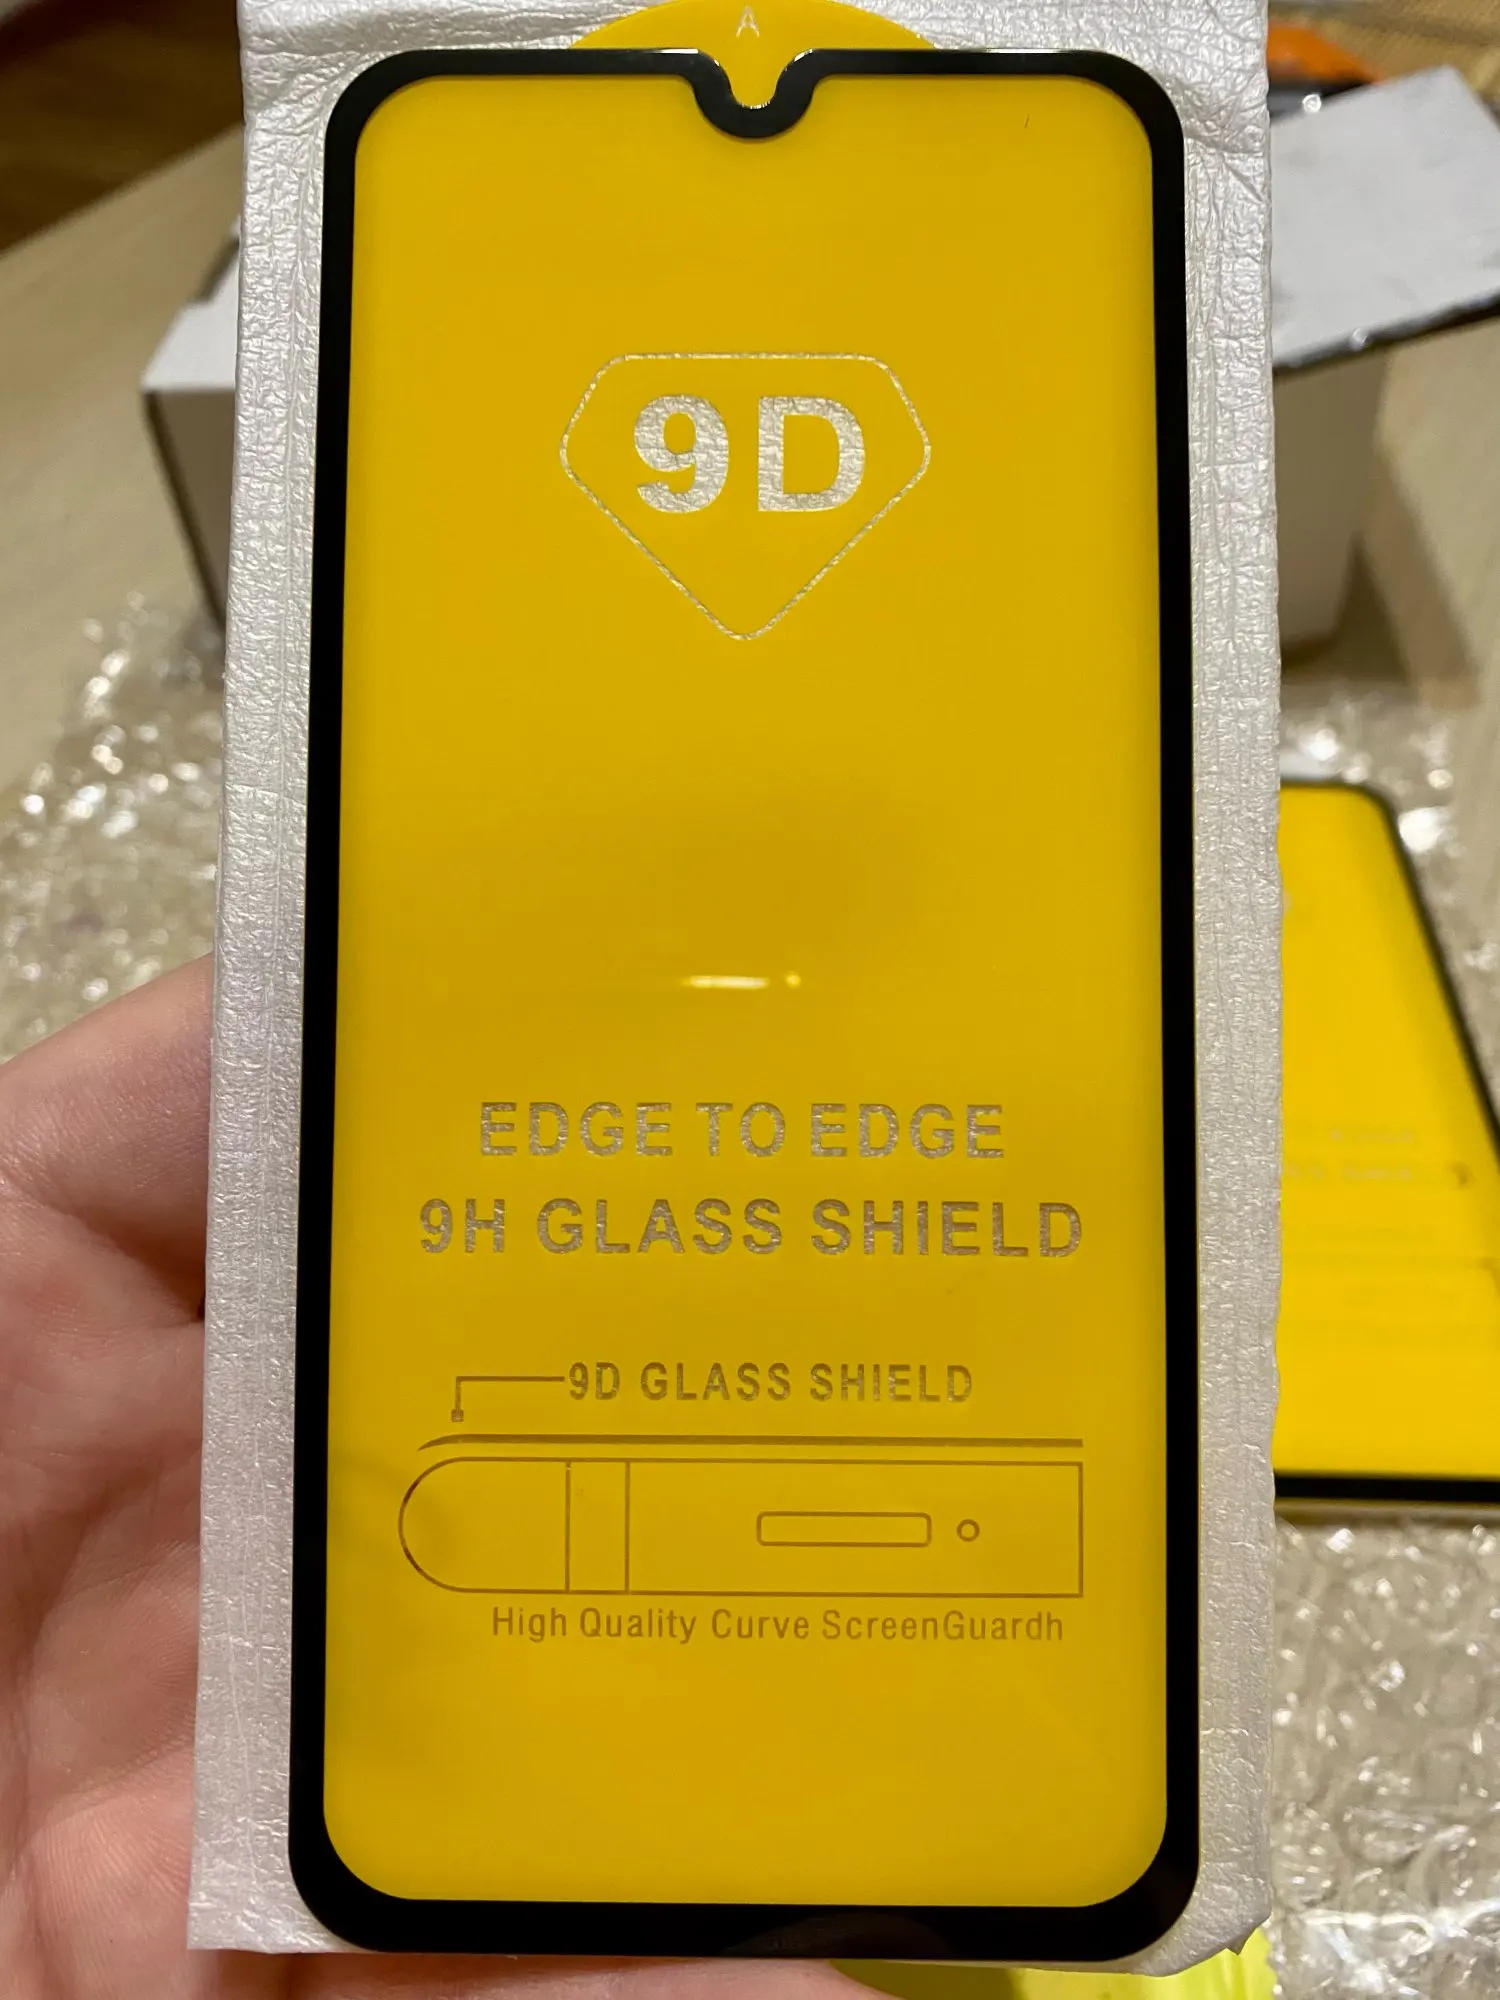 A
9D
EDGE TO EDGE
9H GLASS SHIELD
9D GLASS SHIELD
High Quality Curve ScreenGuardh